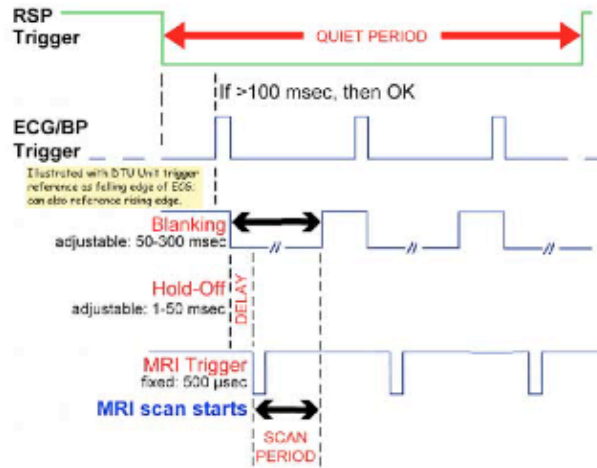 RSP
Trigger
QUIET PERIOD
If >100 msec, then OK
ECG/BP
Trigger
Illustrated with DTU Unit trigger
reference as falling edge of ECG;
can also reference rising edge.
Blanking
adjustable: 50-300 msec
Hold-Off
adjustable: 1-50 msec
DELAY
MRI Trigger
fixed: 500 µsec
MRI scan starts
SCAN
PERIOD